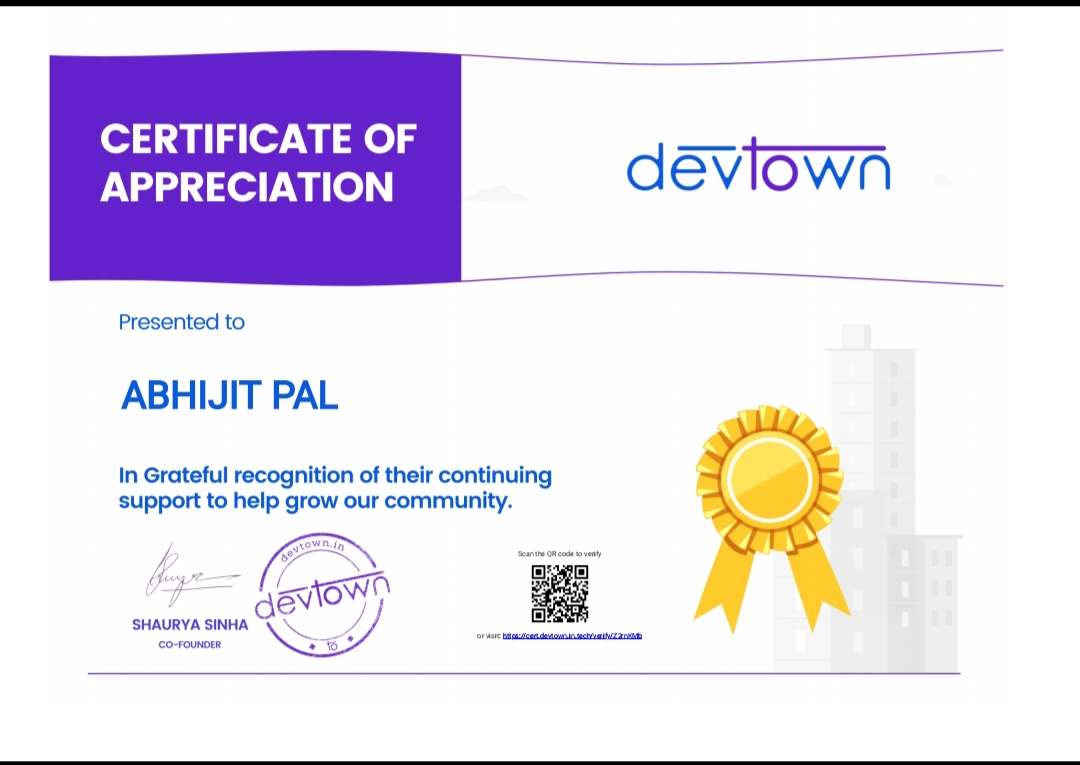 CERTIFICATE OF
APPRECIATION
devtown
Presented to
ABHIJIT PAL
In Grateful recognition of their continuing
support to help grow our community.
devtown.in
devtown
SHAURYA SINHA
CO-FOUNDER
Scan the QR code to verify
or visit: https://cert.devtown.in.tech/verify/Z2rnKMb